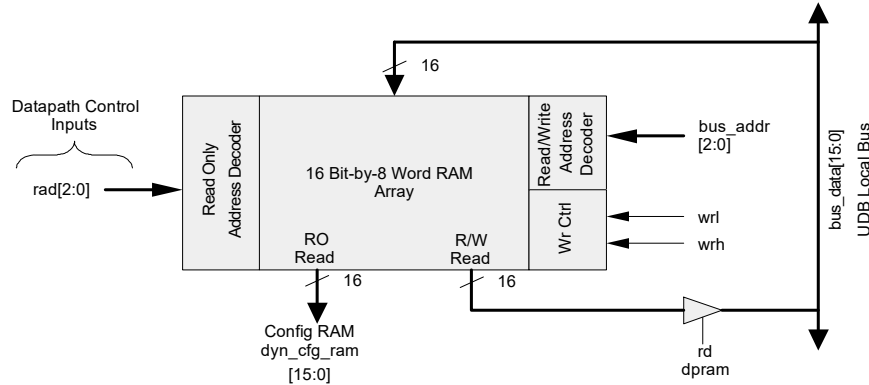 16
Datapath Control
Inputs
rad[2:0]
Read Only
Address Decoder
16 Bit-by-8 Word RAM
Array
Read/Write
Address
Decoder
bus_addr
[2:0]
Wr Ctrl
wrl
wrh
RO
Read
R/W
Read
16
16
Config RAM
dyn_cfg_ram
[15:0]
rd
dpram
bus_data[15:0]
UDB Local Bus